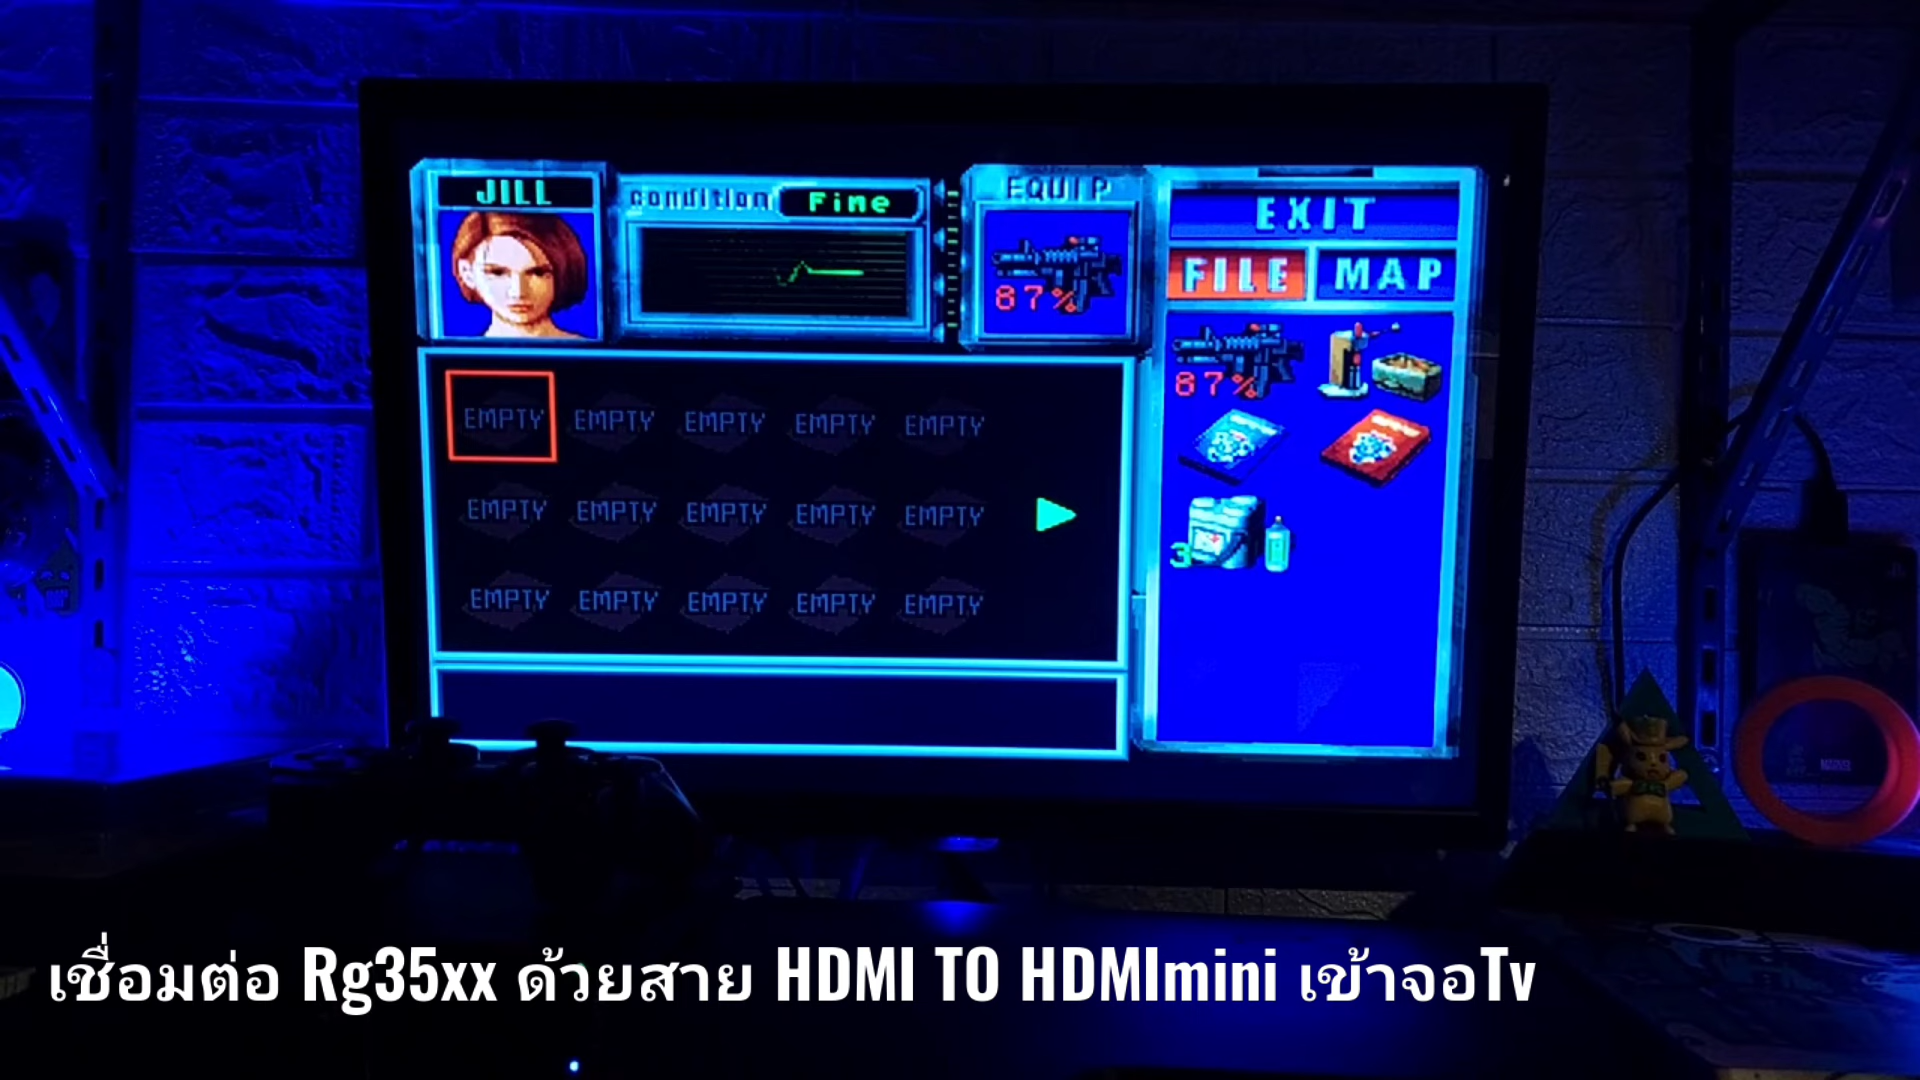 JILL
condition Fine
EQUIP
87%
EXIT
FILE MAP
87%
EMPTY EMPTY EMPTY EMPTY EMPTY
EMPTY EMPTY EMPTY EMPTY EMPTY
3
EMPTY EMPTY EMPTY EMPTY EMPTY
เชื่อมต่อ Rg35xx ด้วยสาย HDMI TO HDMImini เข้าจอTv